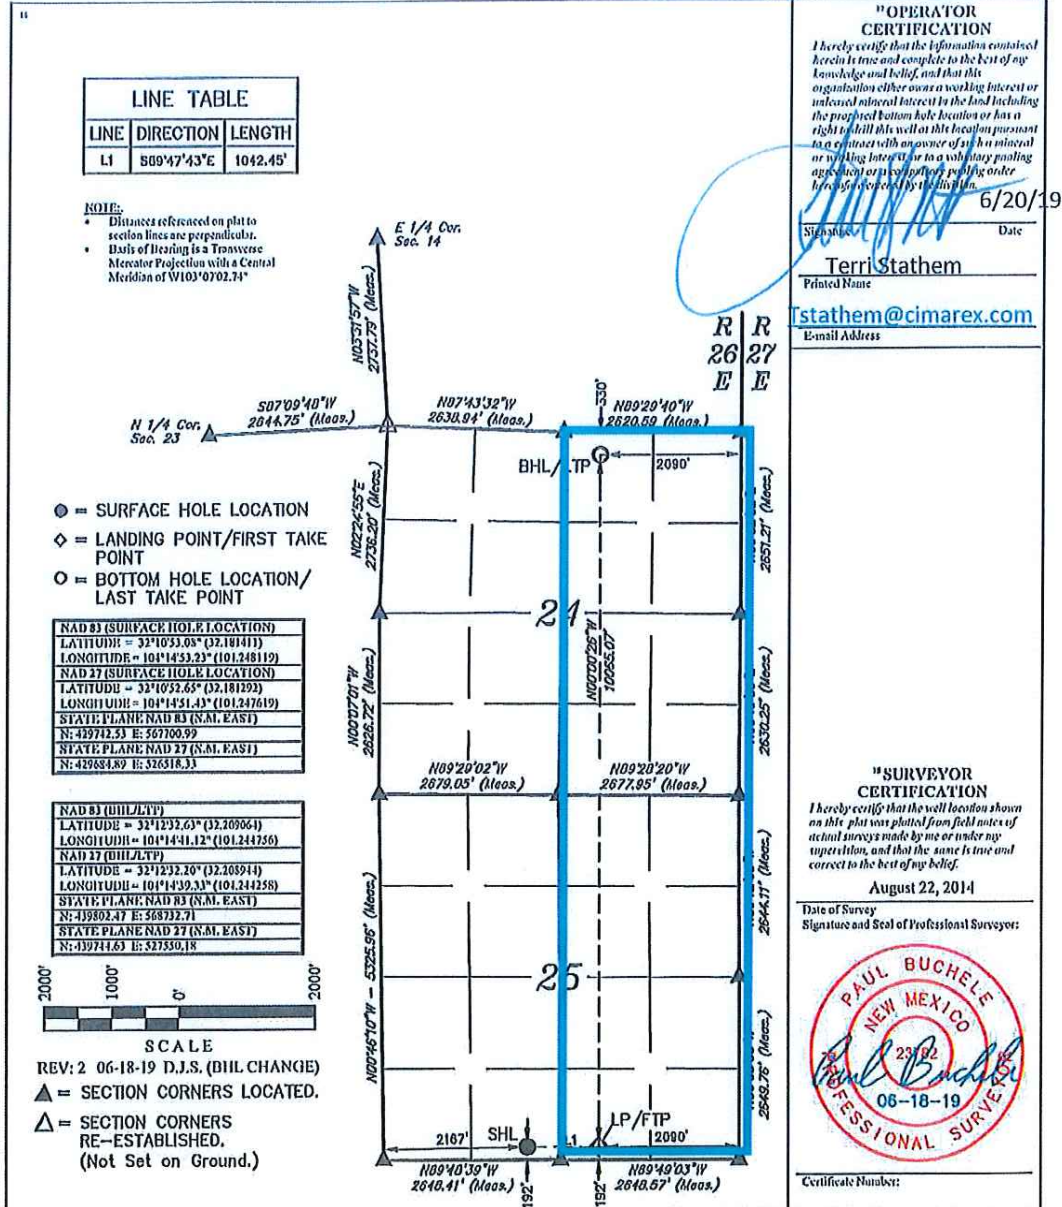 11
LINE TABLE
LINE DIRECTION LENGTH
L1 S89°47'43"E 1042.45'
NOTE:
• Distances referenced on plat to
section lines are perpendicular.
• Basis of Bearing is a Transverse
Mercator Projection with a Central
Meridian of W103°07'02.74"
E 1/4 Cor.
Sec. 14
N 1/4 Cor.
Sec. 23
(Meas.)
2737.79' (Meas.)
S87°09'48"W
2644.75' (Meas.)
N87°43'32"W
2638.94' (Meas.)
N89°29'40"W
2620.59 (Meas.)
330'
R R
26 27
E E
BHL/LTP
2090'
N02°24'55"E
2736.20' (Meas.)
2651.21' (Meas.)
24
N00°00'26"W
10065.07'
N00°07'01"W
2626.72' (Meas.)
2630.25' (Meas.)
N89°29'02"W
2679.05' (Meas.)
N89°28'20"W
2677.95' (Meas.)
2644.11' (Meas.)
25
N00°46'10"W – 5325.96' (Meas.)
2649.76' (Meas.)
2167'
SHL
LP/FTP
2090'
N89°48'39"W
2648.41' (Meas.)
N89°49'03"W
2648.57' (Meas.)
192'
192'
= SURFACE HOLE LOCATION
= LANDING POINT/FIRST TAKE
POINT
= BOTTOM HOLE LOCATION/
LAST TAKE POINT
NAD 83 (SURFACE HOLE LOCATION)
LATITUDE = 32°10'53.08" (32.181411)
LONGITUDE = 104°14'53.23" (104.248119)
NAD 27 (SURFACE HOLE LOCATION)
LATITUDE = 32°10'52.65" (32.181292)
LONGITUDE = 104°14'51.43" (104.247619)
STATE PLANE NAD 83 (N.M. EAST)
N: 429742.53 E: 567700.99
STATE PLANE NAD 27 (N.M. EAST)
N: 429684.89 E: 526518.33
NAD 83 (BHL/LTP)
LATITUDE = 32°12'32.63" (32.209064)
LONGITUDE = 104°14'41.12" (104.244756)
NAD 27 (BHL/LTP)
LATITUDE = 32°12'32.20" (32.208944)
LONGITUDE = 104°14'39.33" (104.244258)
STATE PLANE NAD 83 (N.M. EAST)
N: 439802.47 E: 568732.71
STATE PLANE NAD 27 (N.M. EAST)
N: 439744.63 E: 527550.18
2000' 1000' 0' 2000'
SCALE
REV: 2 06-18-19 D.J.S. (BHL CHANGE)
= SECTION CORNERS LOCATED.
= SECTION CORNERS
RE-ESTABLISHED.
(Not Set on Ground.)
17 OPERATOR
CERTIFICATION
I hereby certify that the information contained
herein is true and complete to the best of my
knowledge and belief, and that this
organization either owns a working interest or
unleased mineral interest in the land including
the proposed bottom hole location or has a
right to drill this well at this location pursuant
to a contract with an owner of such a mineral
or working interest, or to a voluntary pooling
agreement or a compulsory pooling order
heretofore entered by the division.
6/20/19
Signature Date
Terri Stathem
Printed Name
Tstathem@cimarex.com
E-mail Address
18 SURVEYOR
CERTIFICATION
I hereby certify that the well location shown
on this plat was plotted from field notes of
actual surveys made by me or under my
supervision, and that the same is true and
correct to the best of my belief.
August 22, 2014
Date of Survey
Signature and Seal of Professional Surveyor:
PAUL BUCHELE
NEW MEXICO
23782
Paul Buchele
06-18-19
PROFESSIONAL SURVEYOR
Certificate Number: